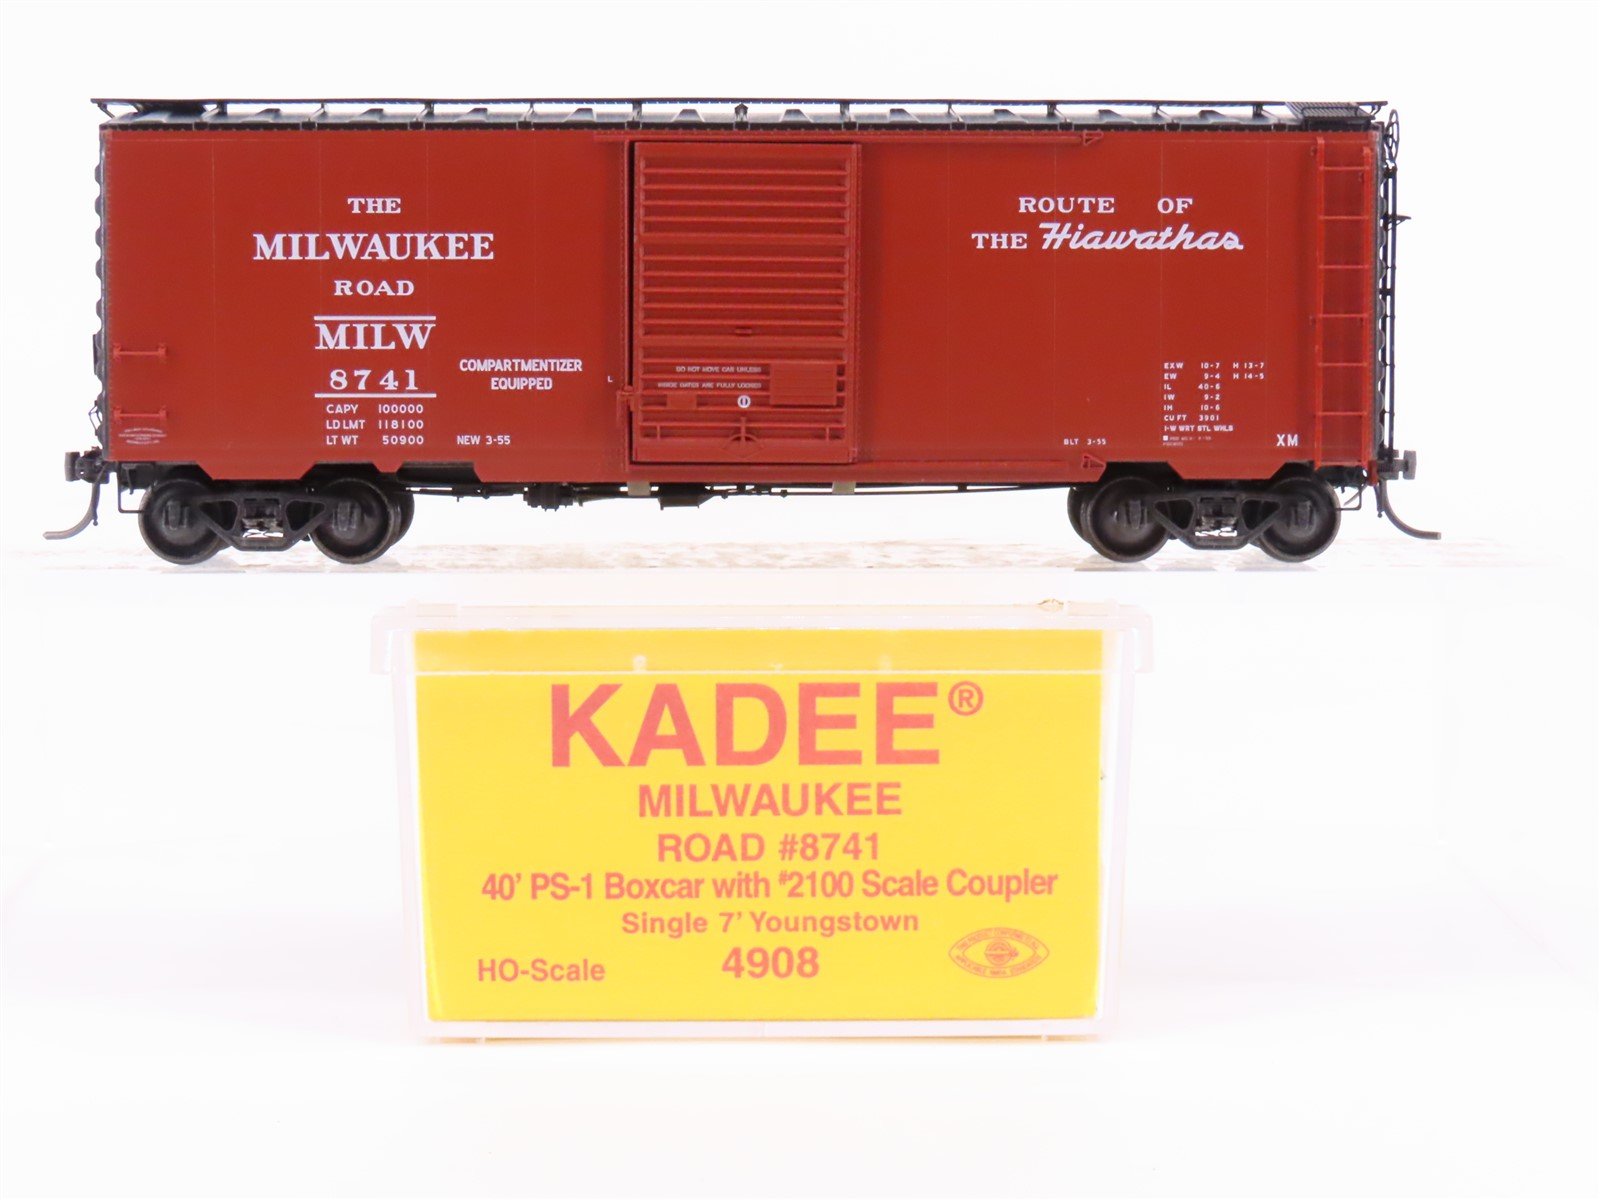 THE
MILWAUKEE
ROAD
MILW
8741
CAPY 100000
LD LMT 118100
LT WT 50900 NEW 3-55
COMPARTMENTIZER
EQUIPPED
L
DO NOT MOVE CAR UNLESS
INSIDE GATES ARE FULLY LOCKED
ROUTE OF
THE Hiawathas
EXW 10-7 H 13-7
EW 9-4 H 14-5
IL 40-6
IW 9-2
IH 10-6
CU FT 3901
1-W WRT STL WHLS
BLT 3-55
XM
KADEE®
MILWAUKEE
ROAD #8741
40' PS-1 Boxcar with #2100 Scale Coupler
Single 7' Youngstown
HO-Scale 4908